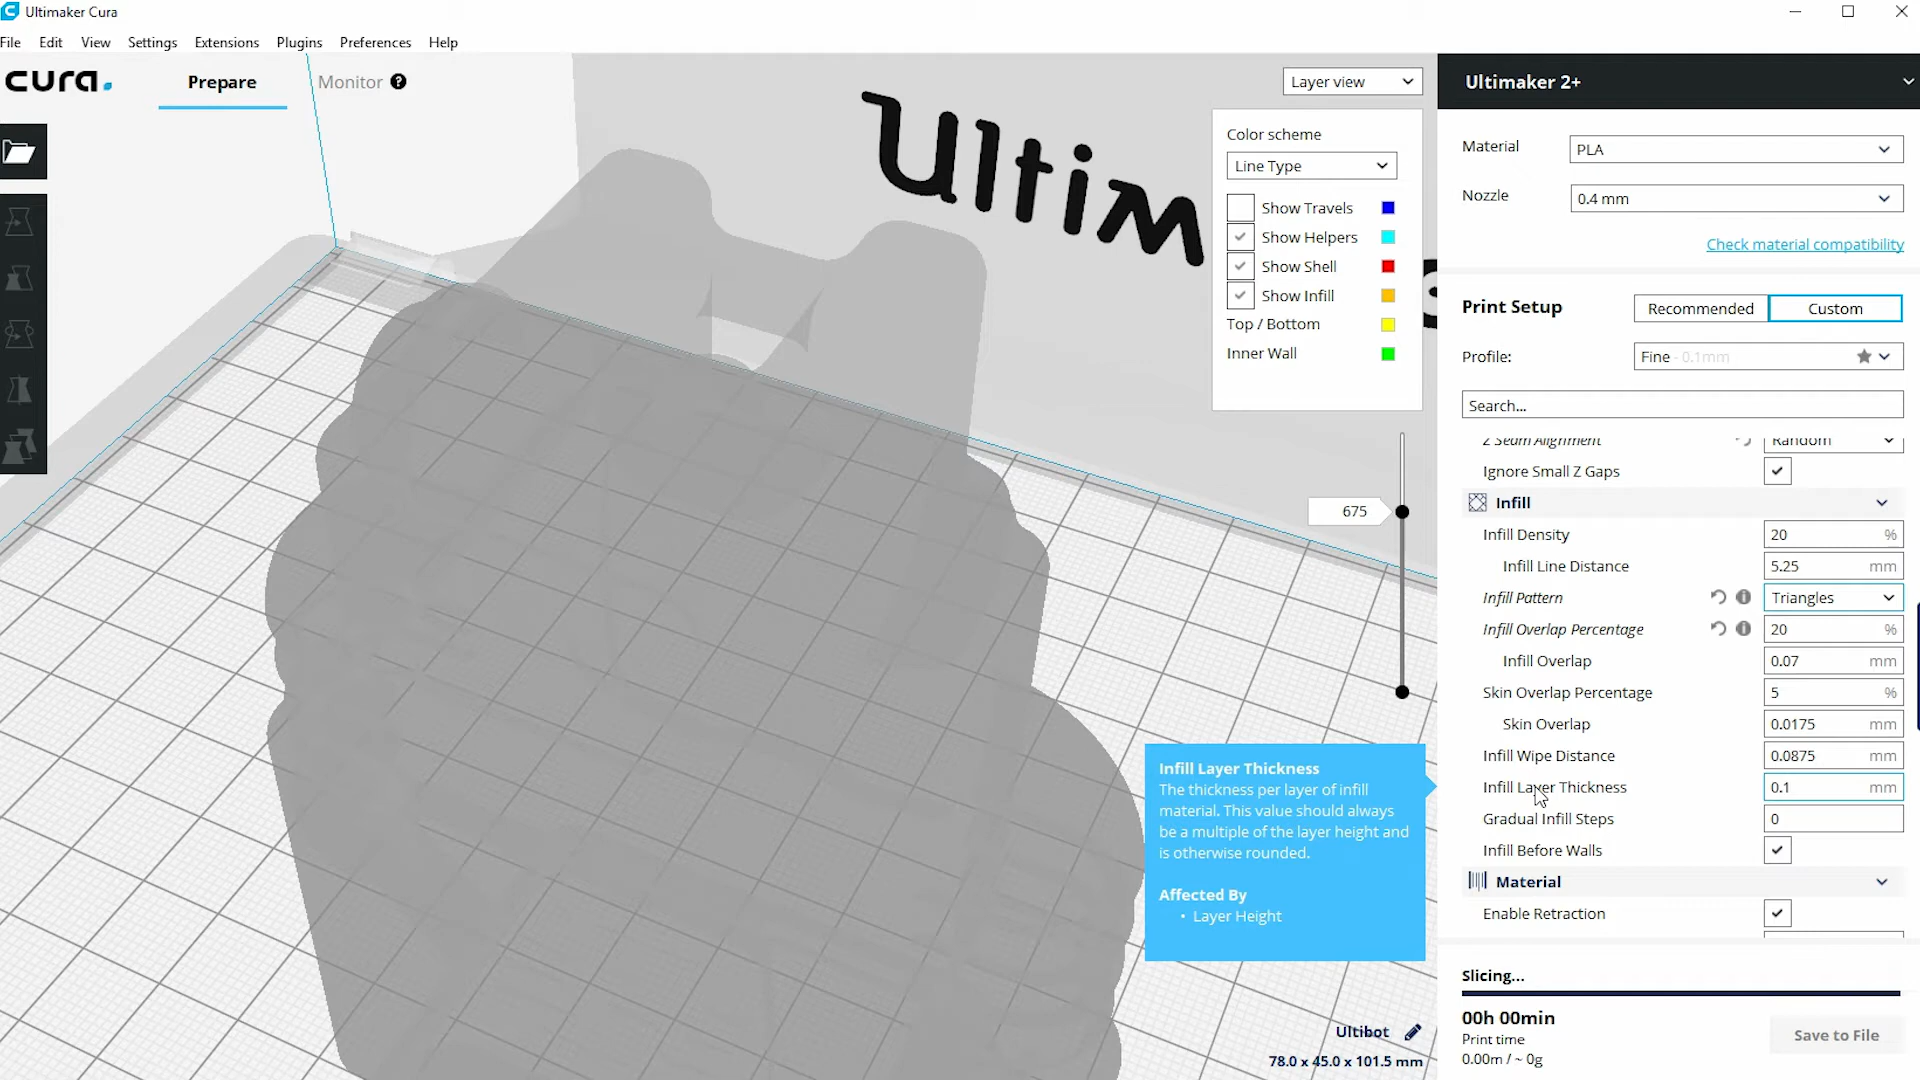 Ultimaker Cura
File Edit View Settings Extensions Plugins Preferences Help
cura.
Prepare
Monitor ?
Layer view
Ultim
Color scheme
Line Type
Show Travels
Show Helpers
Show Shell
Show Infill
Top / Bottom
Inner Wall
675
Infill Layer Thickness
The thickness per layer of infill
material. This value should always
be a multiple of the layer height and
is otherwise rounded.
Affected By
• Layer Height
Ultibot
78.0 x 45.0 x 101.5 mm
Ultimaker 2+
Material PLA
Nozzle 0.4 mm
Check material compatibility
Print Setup Recommended Custom
Profile: Fine - 0.1mm
Search...
Z Seam Alignment Random
Ignore Small Z Gaps
Infill
Infill Density 20 %
Infill Line Distance 5.25 mm
Infill Pattern Triangles
Infill Overlap Percentage 20 %
Infill Overlap 0.07 mm
Skin Overlap Percentage 5 %
Skin Overlap 0.0175 mm
Infill Wipe Distance 0.0875 mm
Infill Layer Thickness 0.1 mm
Gradual Infill Steps 0
Infill Before Walls
Material
Enable Retraction
Slicing...
00h 00min
Print time
0.00m / ~ 0g
Save to File